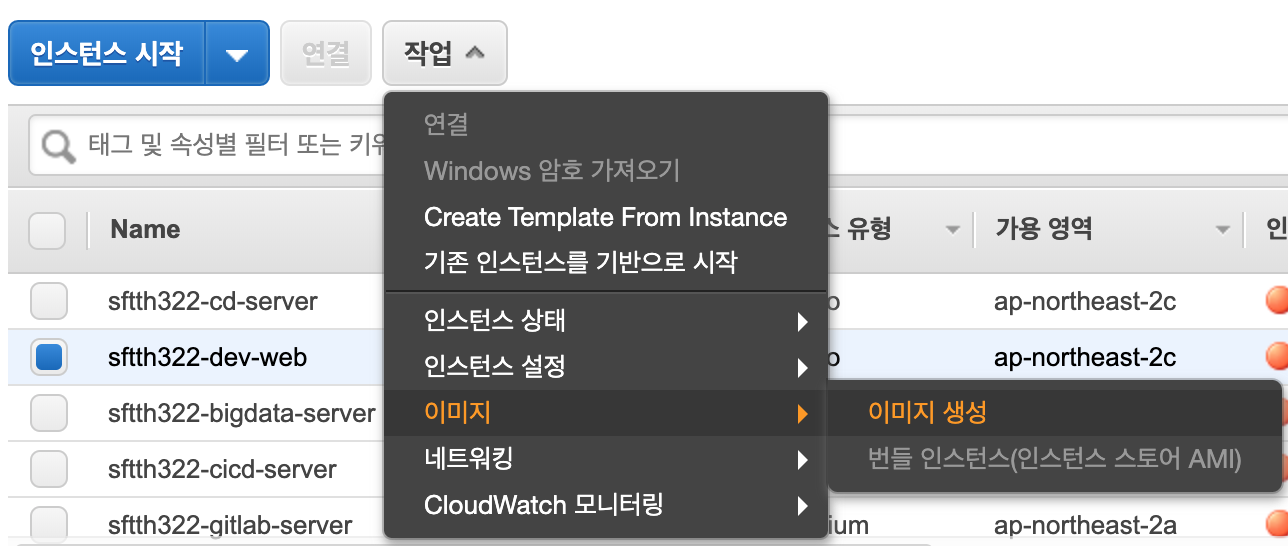 인스턴스 시작
연결
작업
태그 및 속성별 필터 또는 키워
연결
Windows 암호 가져오기
Create Template From Instance
기존 인스턴스를 기반으로 시작
인스턴스 상태
인스턴스 설정
이미지
네트워킹
CloudWatch 모니터링
이미지 생성
번들 인스턴스(인스턴스 스토어 AMI)
Name 스 유형 가용 영역 인
sftth322-cd-server o ap-northeast-2c
sftth322-dev-web o ap-northeast-2c
sftth322-bigdata-server
sftth322-cicd-server
sftth322-gitlab-server ium ap-northeast-2a